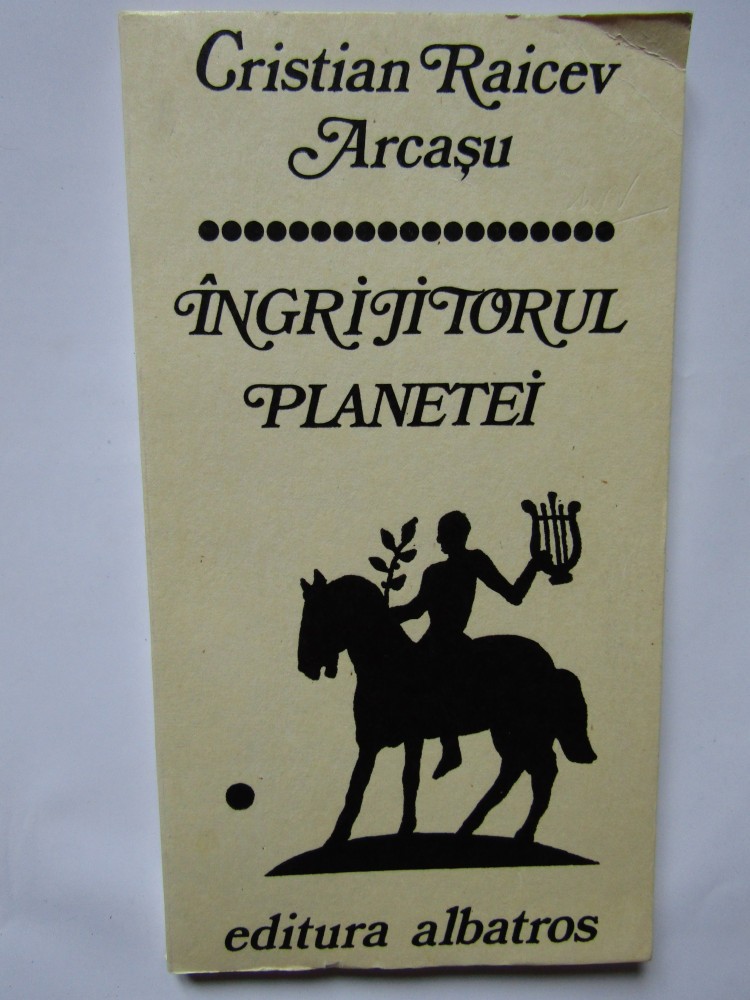 Cristian Raicev
Arcașu
ÎNGRIJITORUL
PLANETEI
editura albatros